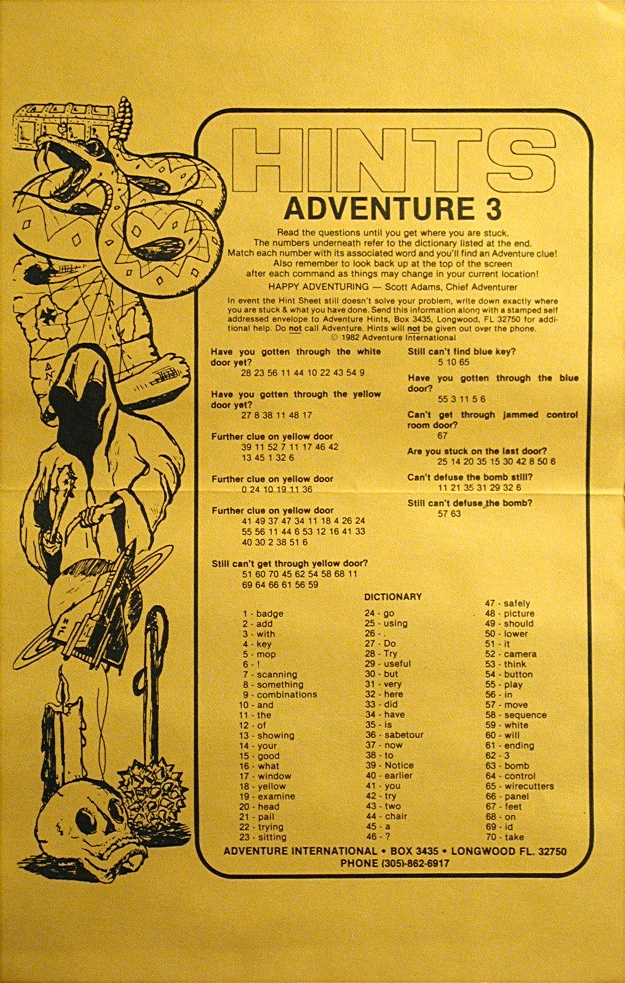 HINTS
ADVENTURE 3
Read the questions until you get where you are stuck.
The numbers underneath refer to the dictionary listed at the end.
Match each number with its associated word and you'll find an Adventure clue!
Also remember to look back up at the top of the screen
after each command as things may change in your current location!
HAPPY ADVENTURING — Scott Adams, Chief Adventurer
In event the Hint Sheet still doesn't solve your problem, write down exactly where
you are stuck & what you have done. Send this information along with a stamped self
addressed envelope to Adventure Hints, Box 3435, Longwood, FL 32750 for addi-
tional help. Do not call Adventure. Hints will not be given out over the phone.
© 1982 Adventure International
Have you gotten through the white
door yet?
28 23 56 11 44 10 22 43 54 9
Have you gotten through the yellow
door yet?
27 8 38 11 48 17
Further clue on yellow door
39 11 52 7 11 17 46 42
13 45 1 32 6
Further clue on yellow door
0 24 10 19 11 36
Further clue on yellow door
41 49 37 47 34 11 18 4 26 24
55 56 11 44 6 53 12 16 41 33
40 30 2 38 51 6
Still can't get through yellow door?
51 60 70 45 62 54 58 68 11
69 64 66 61 56 59
Still can't find blue key?
5 10 65
Have you gotten through the blue
door?
55 3 11 5 6
Can't get through jammed control
room door?
67
Are you stuck on the last door?
25 14 20 35 15 30 42 8 50 6
Can't defuse the bomb still?
11 21 35 31 29 32 6
Still can't defuse the bomb?
57 63
DICTIONARY
1 - badge
2 - add
3 - with
4 - key
5 - mop
6 - !
7 - scanning
8 - something
9 - combinations
10 - and
11 - the
12 - of
13 - showing
14 - your
15 - good
16 - what
17 - window
18 - yellow
19 - examine
20 - head
21 - pail
22 - trying
23 - sitting
24 - go
25 - using
26 - .
27 - Do
28 - Try
29 - useful
30 - but
31 - very
32 - here
33 - did
34 - have
35 - is
36 - sabetour
37 - now
38 - to
39 - Notice
40 - earlier
41 - you
42 - try
43 - two
44 - chair
45 - a
46 - ?
47 - safely
48 - picture
49 - should
50 - lower
51 - it
52 - camera
53 - think
54 - button
55 - play
56 - in
57 - move
58 - sequence
59 - white
60 - will
61 - ending
62 - 3
63 - bomb
64 - control
65 - wirecutters
66 - panel
67 - feet
68 - on
69 - id
70 - take
ADVENTURE INTERNATIONAL • BOX 3435 • LONGWOOD FL. 32750
PHONE (305)-862-6917